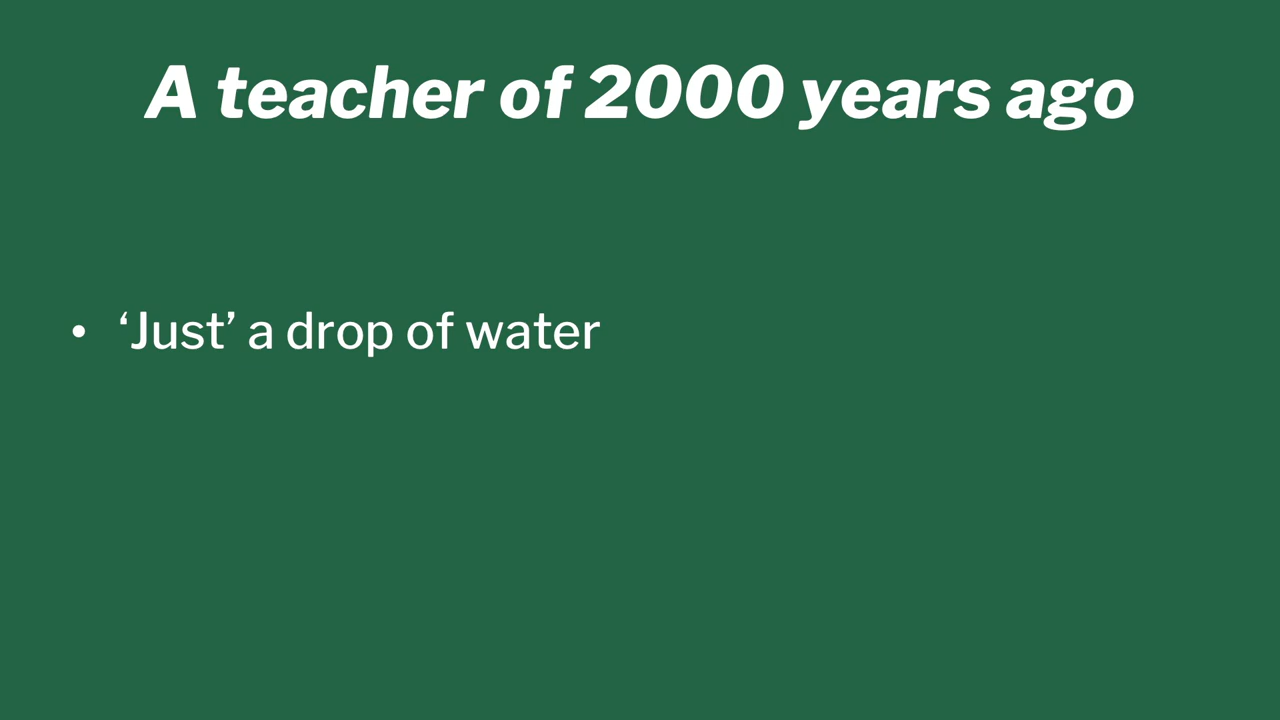 A teacher of 2000 years ago
• ‘Just’ a drop of water